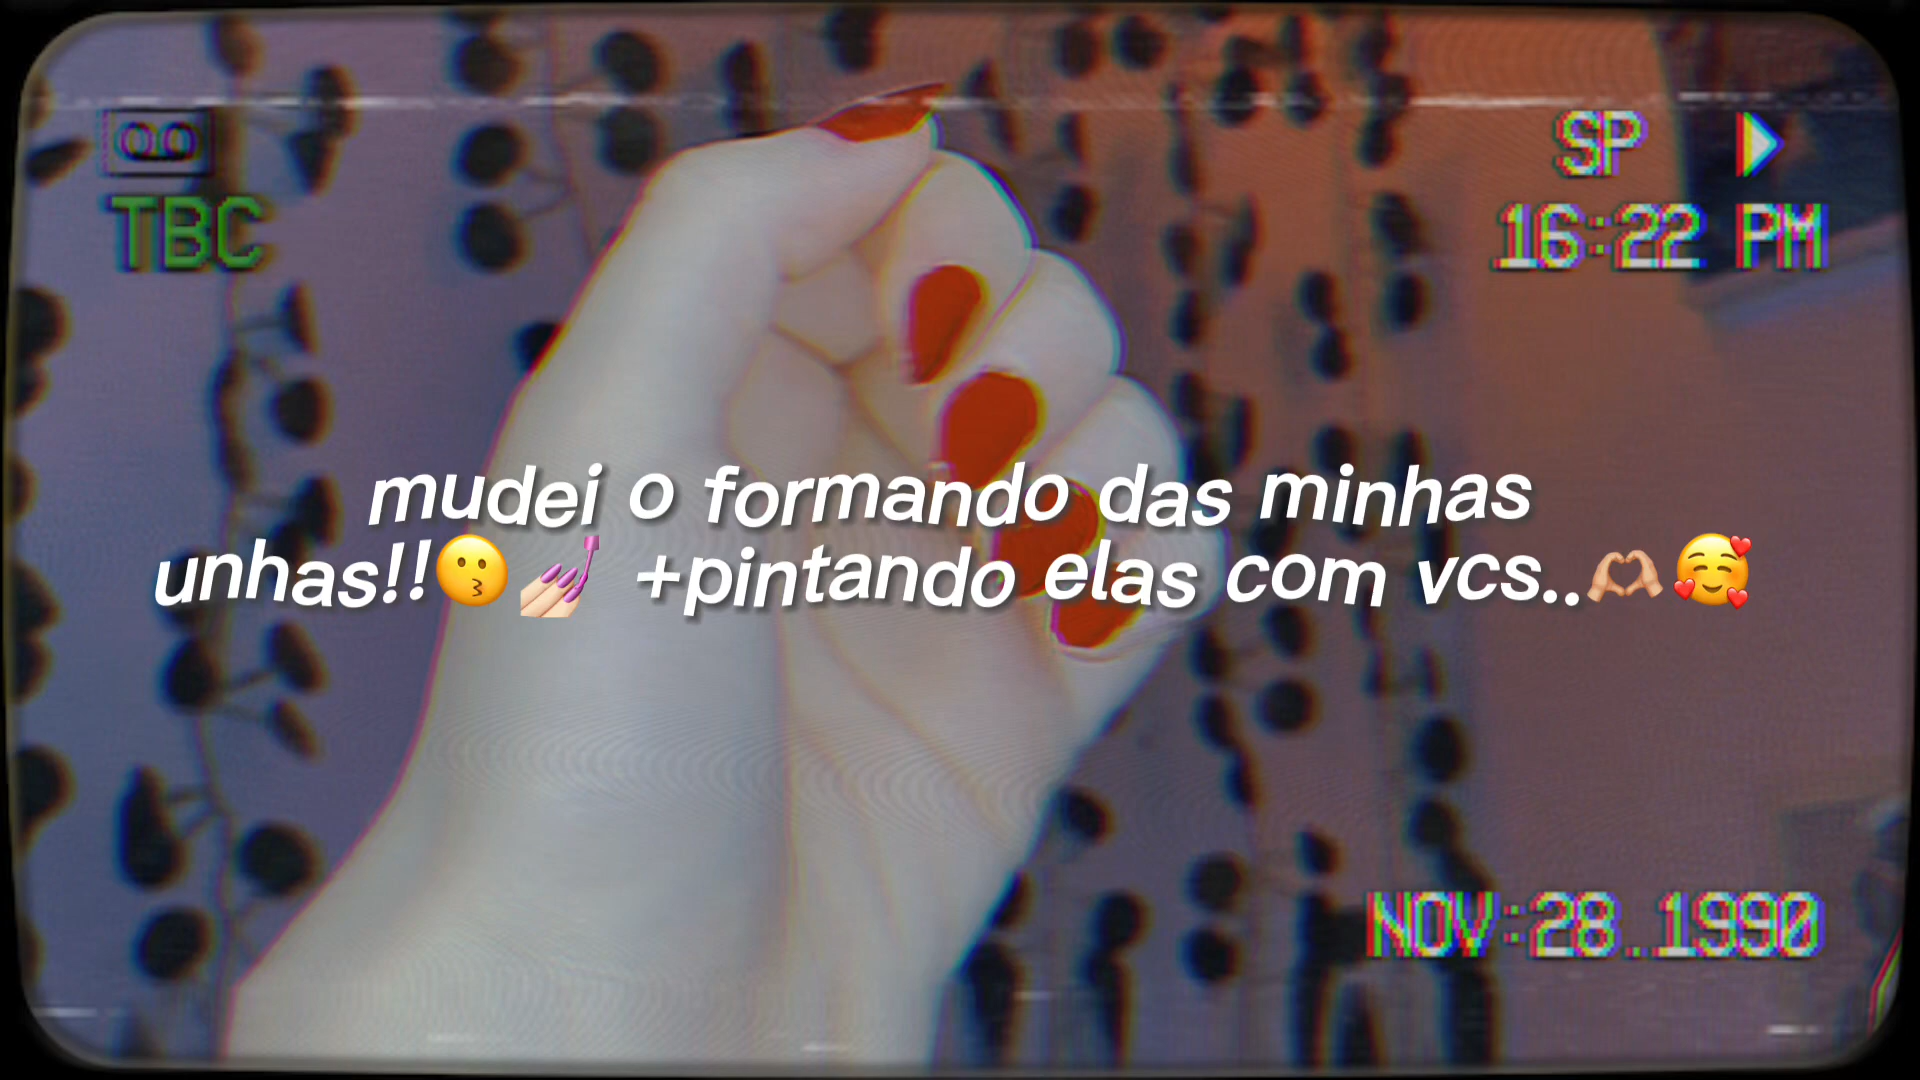 TBC
SP
16:22 PM
mudei o formando das minhas
unhas!!😗💅🏻 +pintando elas com vcs..🫶🏼🥰
NOV:28.1990